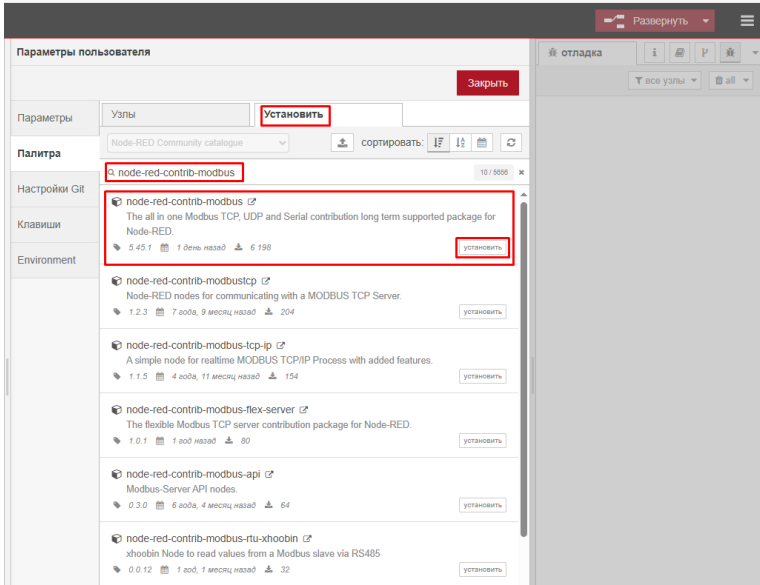 Развернуть
Параметры пользователя
отладка
i
Закрыть
все узлы
all
Параметры
Палитра
Настройки Git
Клавиши
Environment
Узлы
Установить
Node-RED Community catalogue
сортировать:
node-red-contrib-modbus
10 / 5656
node-red-contrib-modbus
The all in one Modbus TCP, UDP and Serial contribution long term supported package for
Node-RED.
5.45.1 1 день назад 6 198
установить
node-red-contrib-modbustcp
Node-RED nodes for communicating with a MODBUS TCP Server.
1.2.3 7 года, 9 месяц назад 204
установить
node-red-contrib-modbus-tcp-ip
A simple node for realtime MODBUS TCP/IP Process with added features.
1.1.5 4 года, 11 месяц назад 154
установить
node-red-contrib-modbus-flex-server
The flexible Modbus TCP server contribution package for Node-RED.
1.0.1 1 год назад 80
установить
node-red-contrib-modbus-api
Modbus-Server API nodes.
0.3.0 6 года, 4 месяц назад 64
установить
node-red-contrib-modbus-rtu-xhoobin
xhoobin Node to read values from a Modbus slave via RS485
0.0.12 1 год, 1 месяц назад 32
установить